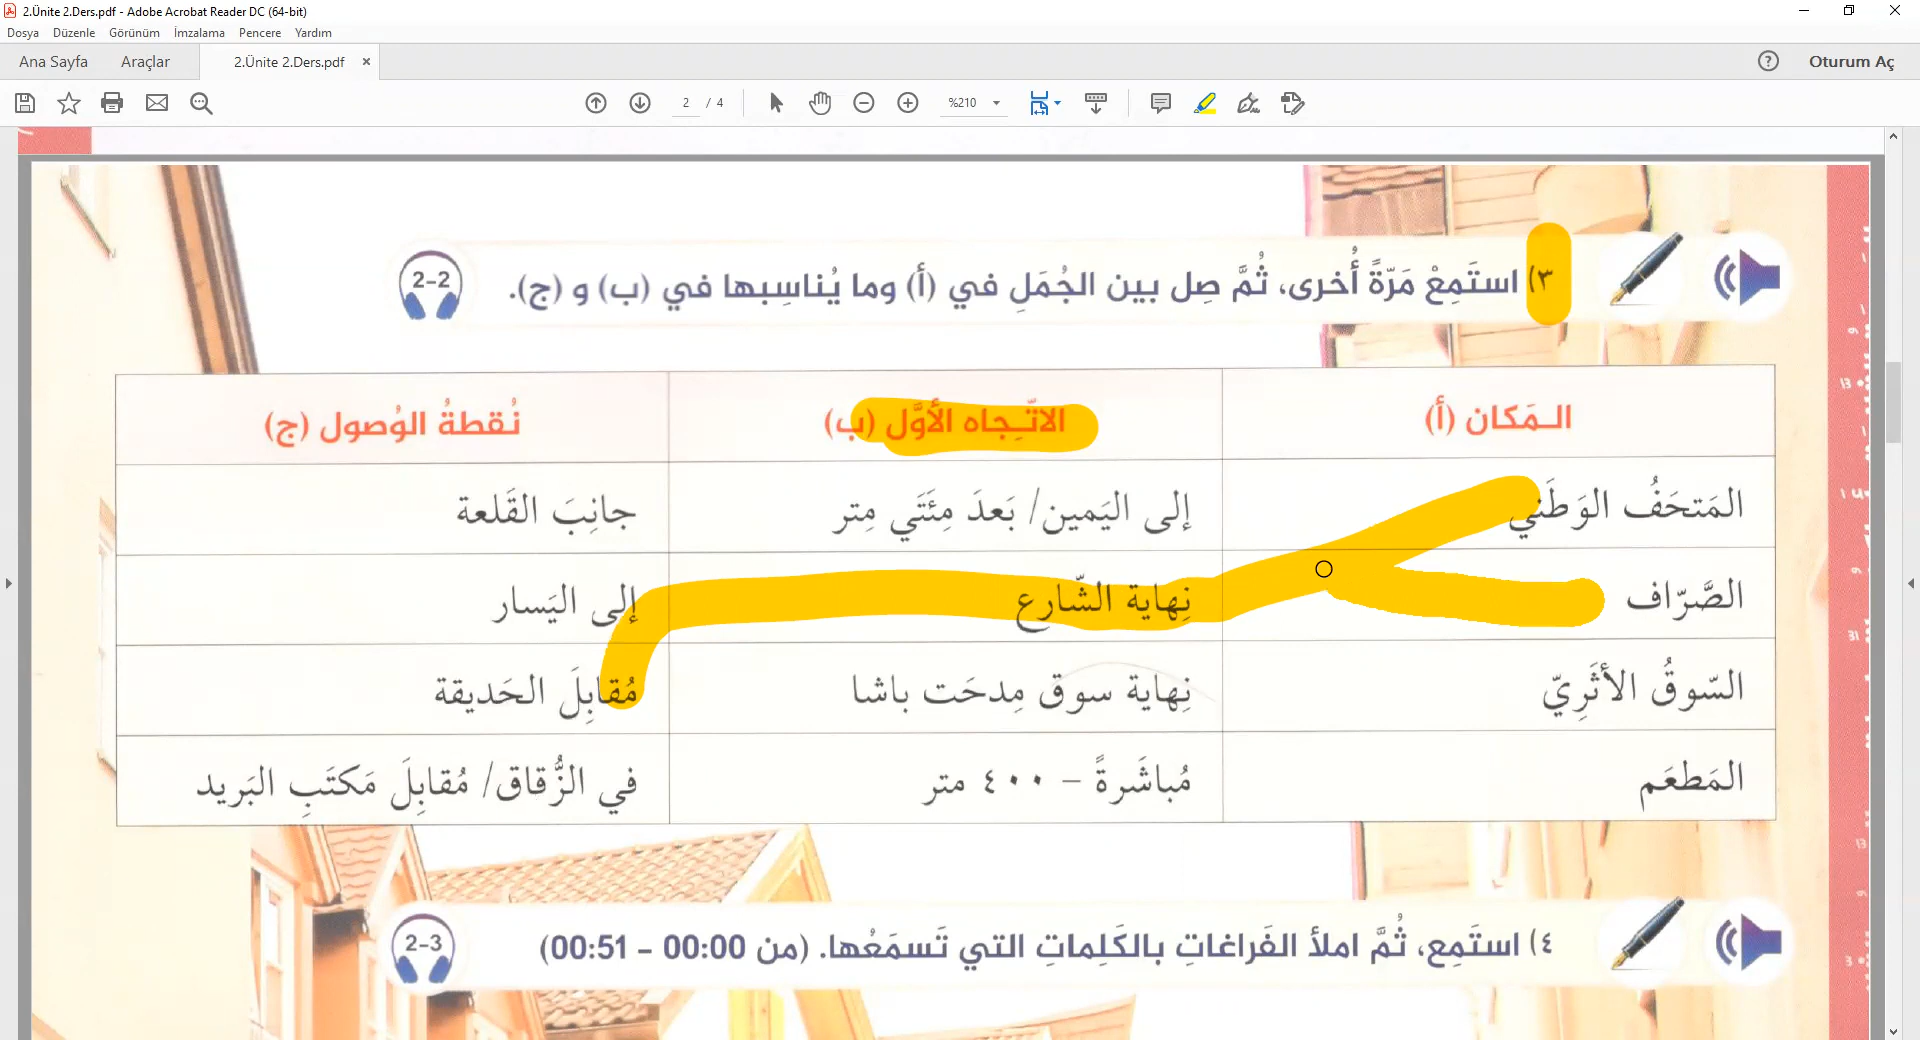 2.Ünite 2.Ders.pdf - Adobe Acrobat Reader DC (64-bit)
Dosya Düzenle Görünüm İmzalama Pencere Yardım
Ana Sayfa Araçlar 2.Ünite 2.Ders.pdf × ? Oturum Aç
2 / 4 %210
٣) استَمِعْ مَرّةً أُخرى، ثُمَّ صِل بين الجُمَلِ في (أ) وما يُناسِبها في (ب) و (ج). 2-2
الـمَكان (أ) الاتّـِجاه الأوَّل (ب) نُقطةُ الوُصول (ج)
المَتحَفُ الوَطَني إلى اليَمين/ بَعدَ مِئَتَي مِتر جانِبَ القَلعة
الصَّرّاف نِهاية الشّارِع إلى اليَسار
السّوقُ الأثَرِيّ نِهاية سوق مِدحَت باشا مُقابِلَ الحَديقة
المَطعَم مُباشَرةً – ٤٠٠ متر في الزُّقاق/ مُقابِلَ مَكتَبِ البَريد
٤) استَمِع، ثُمَّ املأ الفَراغاتِ بالكَلِماتِ التي تَسمَعُها. (من 00:00 - 00:51) 2-3